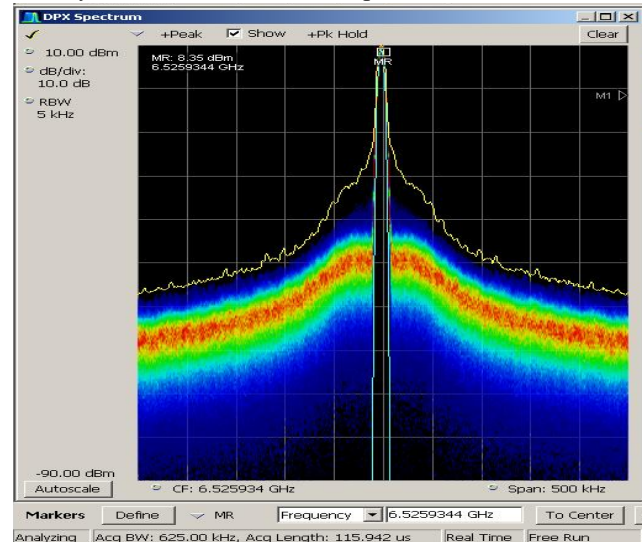 DPX Spectrum
+Peak Show +Pk Hold Clear
10.00 dBm
dB/div:
10.0 dB
RBW
5 kHz
MR: 8.35 dBm
6.5259344 GHz
MR
M1
-90.00 dBm
Autoscale CF: 6.525934 GHz Span: 500 kHz
Markers Define MR Frequency 6.5259344 GHz To Center
Analyzing Acq BW: 625.00 kHz, Acq Length: 115.942 us Real Time Free Run